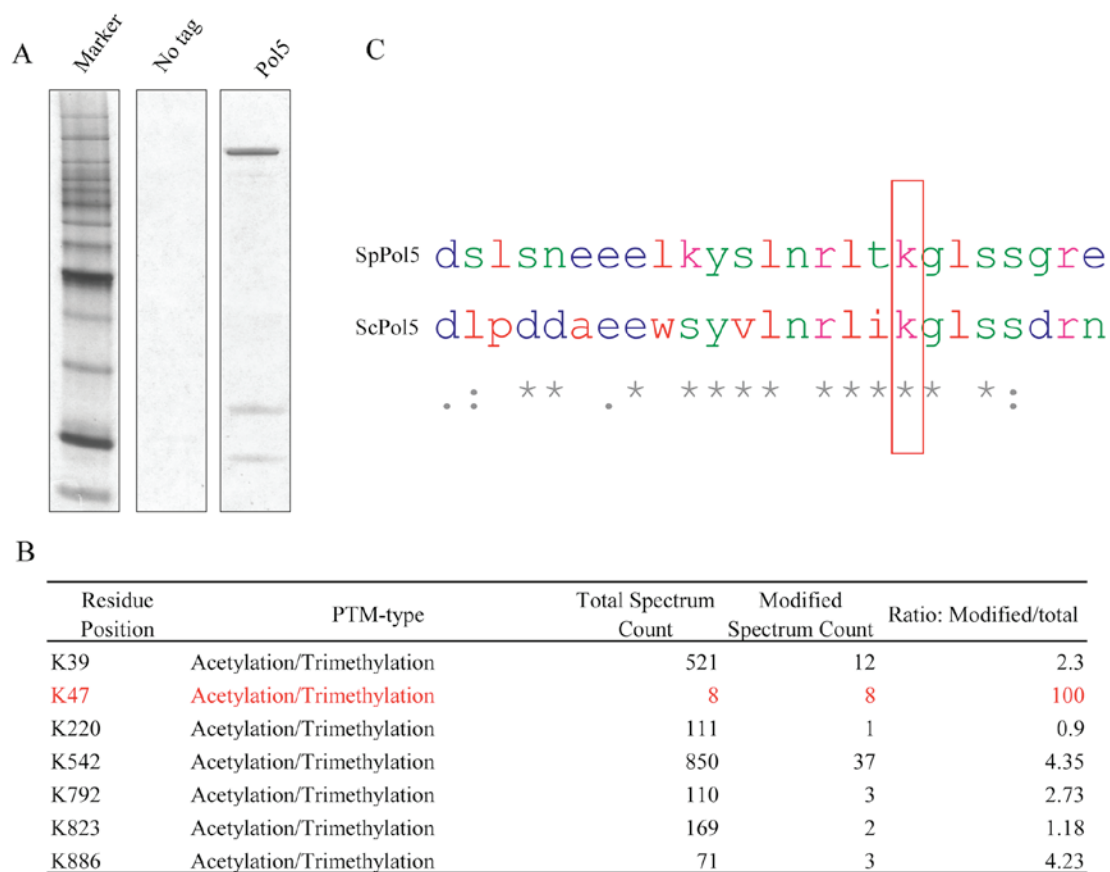 A
Marker
No tag
Pol5
C
SpPol5 dslsneeelkyslnrltkglssgre
ScPol5 dlpddaeewsyvlnrlikglssdrn
.: ** .* **** ***** *:
B
Residue Position PTM-type Total Spectrum Count Modified Spectrum Count Ratio: Modified/total
K39 Acetylation/Trimethylation 521 12 2.3
K47 Acetylation/Trimethylation 8 8 100
K220 Acetylation/Trimethylation 111 1 0.9
K542 Acetylation/Trimethylation 850 37 4.35
K792 Acetylation/Trimethylation 110 3 2.73
K823 Acetylation/Trimethylation 169 2 1.18
K886 Acetylation/Trimethylation 71 3 4.23